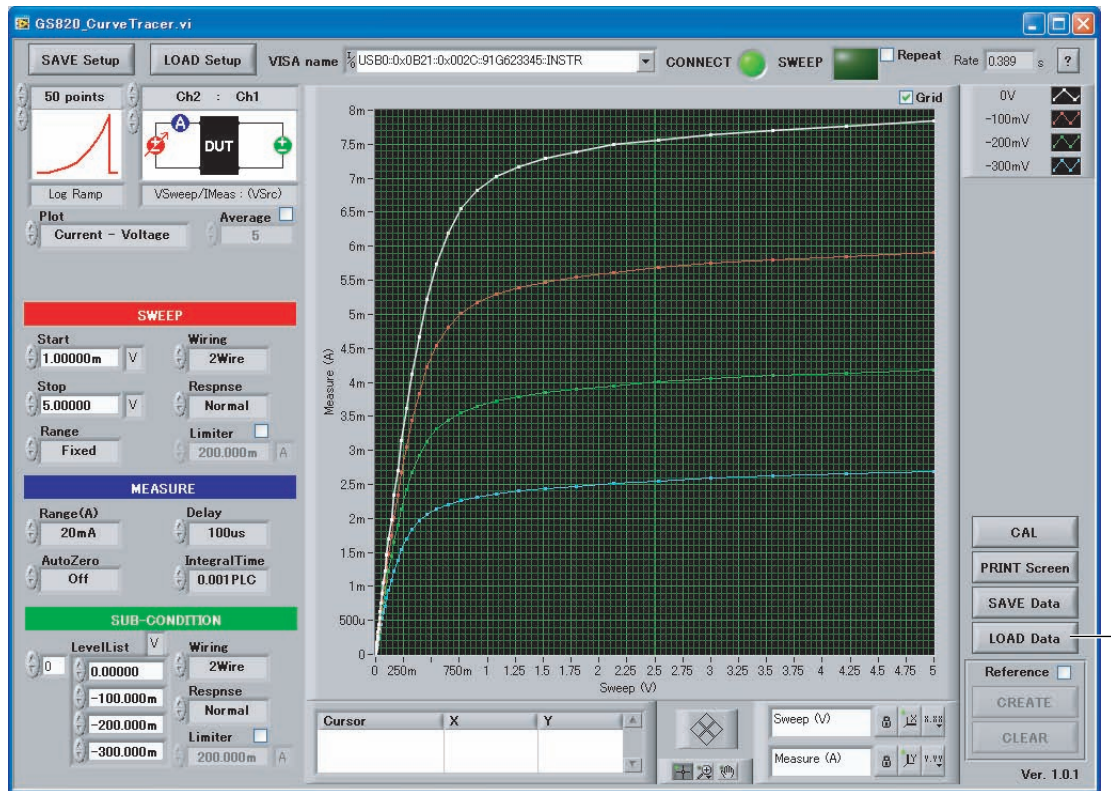 GS820_CurveTracer.vi
SAVE Setup
LOAD Setup
VISA name
USB0::0x0B21::0x002C::91G623345::INSTR
CONNECT
SWEEP
Repeat
Rate 0.389 s
?
50 points
Ch2 : Ch1
A
DUT
Log Ramp
VSweep/IMeas : (VSrc)
Plot
Current - Voltage
Average
5
SWEEP
Start
1.00000m V
Wiring
2Wire
Stop
5.00000 V
Respnse
Normal
Range
Fixed
Limiter
200.000m A
MEASURE
Range(A)
20mA
Delay
100us
AutoZero
Off
IntegralTime
0.001PLC
SUB-CONDITION
LevelList V
0
0.00000
-100.000m
-200.000m
-300.000m
Wiring
2Wire
Respnse
Normal
Limiter
200.000m A
Grid
Measure (A)
8m
7.5m
7m
6.5m
6m
5.5m
5m
4.5m
4m
3.5m
3m
2.5m
2m
1.5m
1m
500u
0
0 250m 750m 1 1.25 1.5 1.75 2 2.25 2.5 2.75 3 3.25 3.5 3.75 4 4.25 4.5 4.75 5
Sweep (V)
Cursor X Y
Sweep (V)
X.XX
Measure (A)
Y.YY
0V
-100mV
-200mV
-300mV
CAL
PRINT Screen
SAVE Data
LOAD Data
Reference
CREATE
CLEAR
Ver. 1.0.1